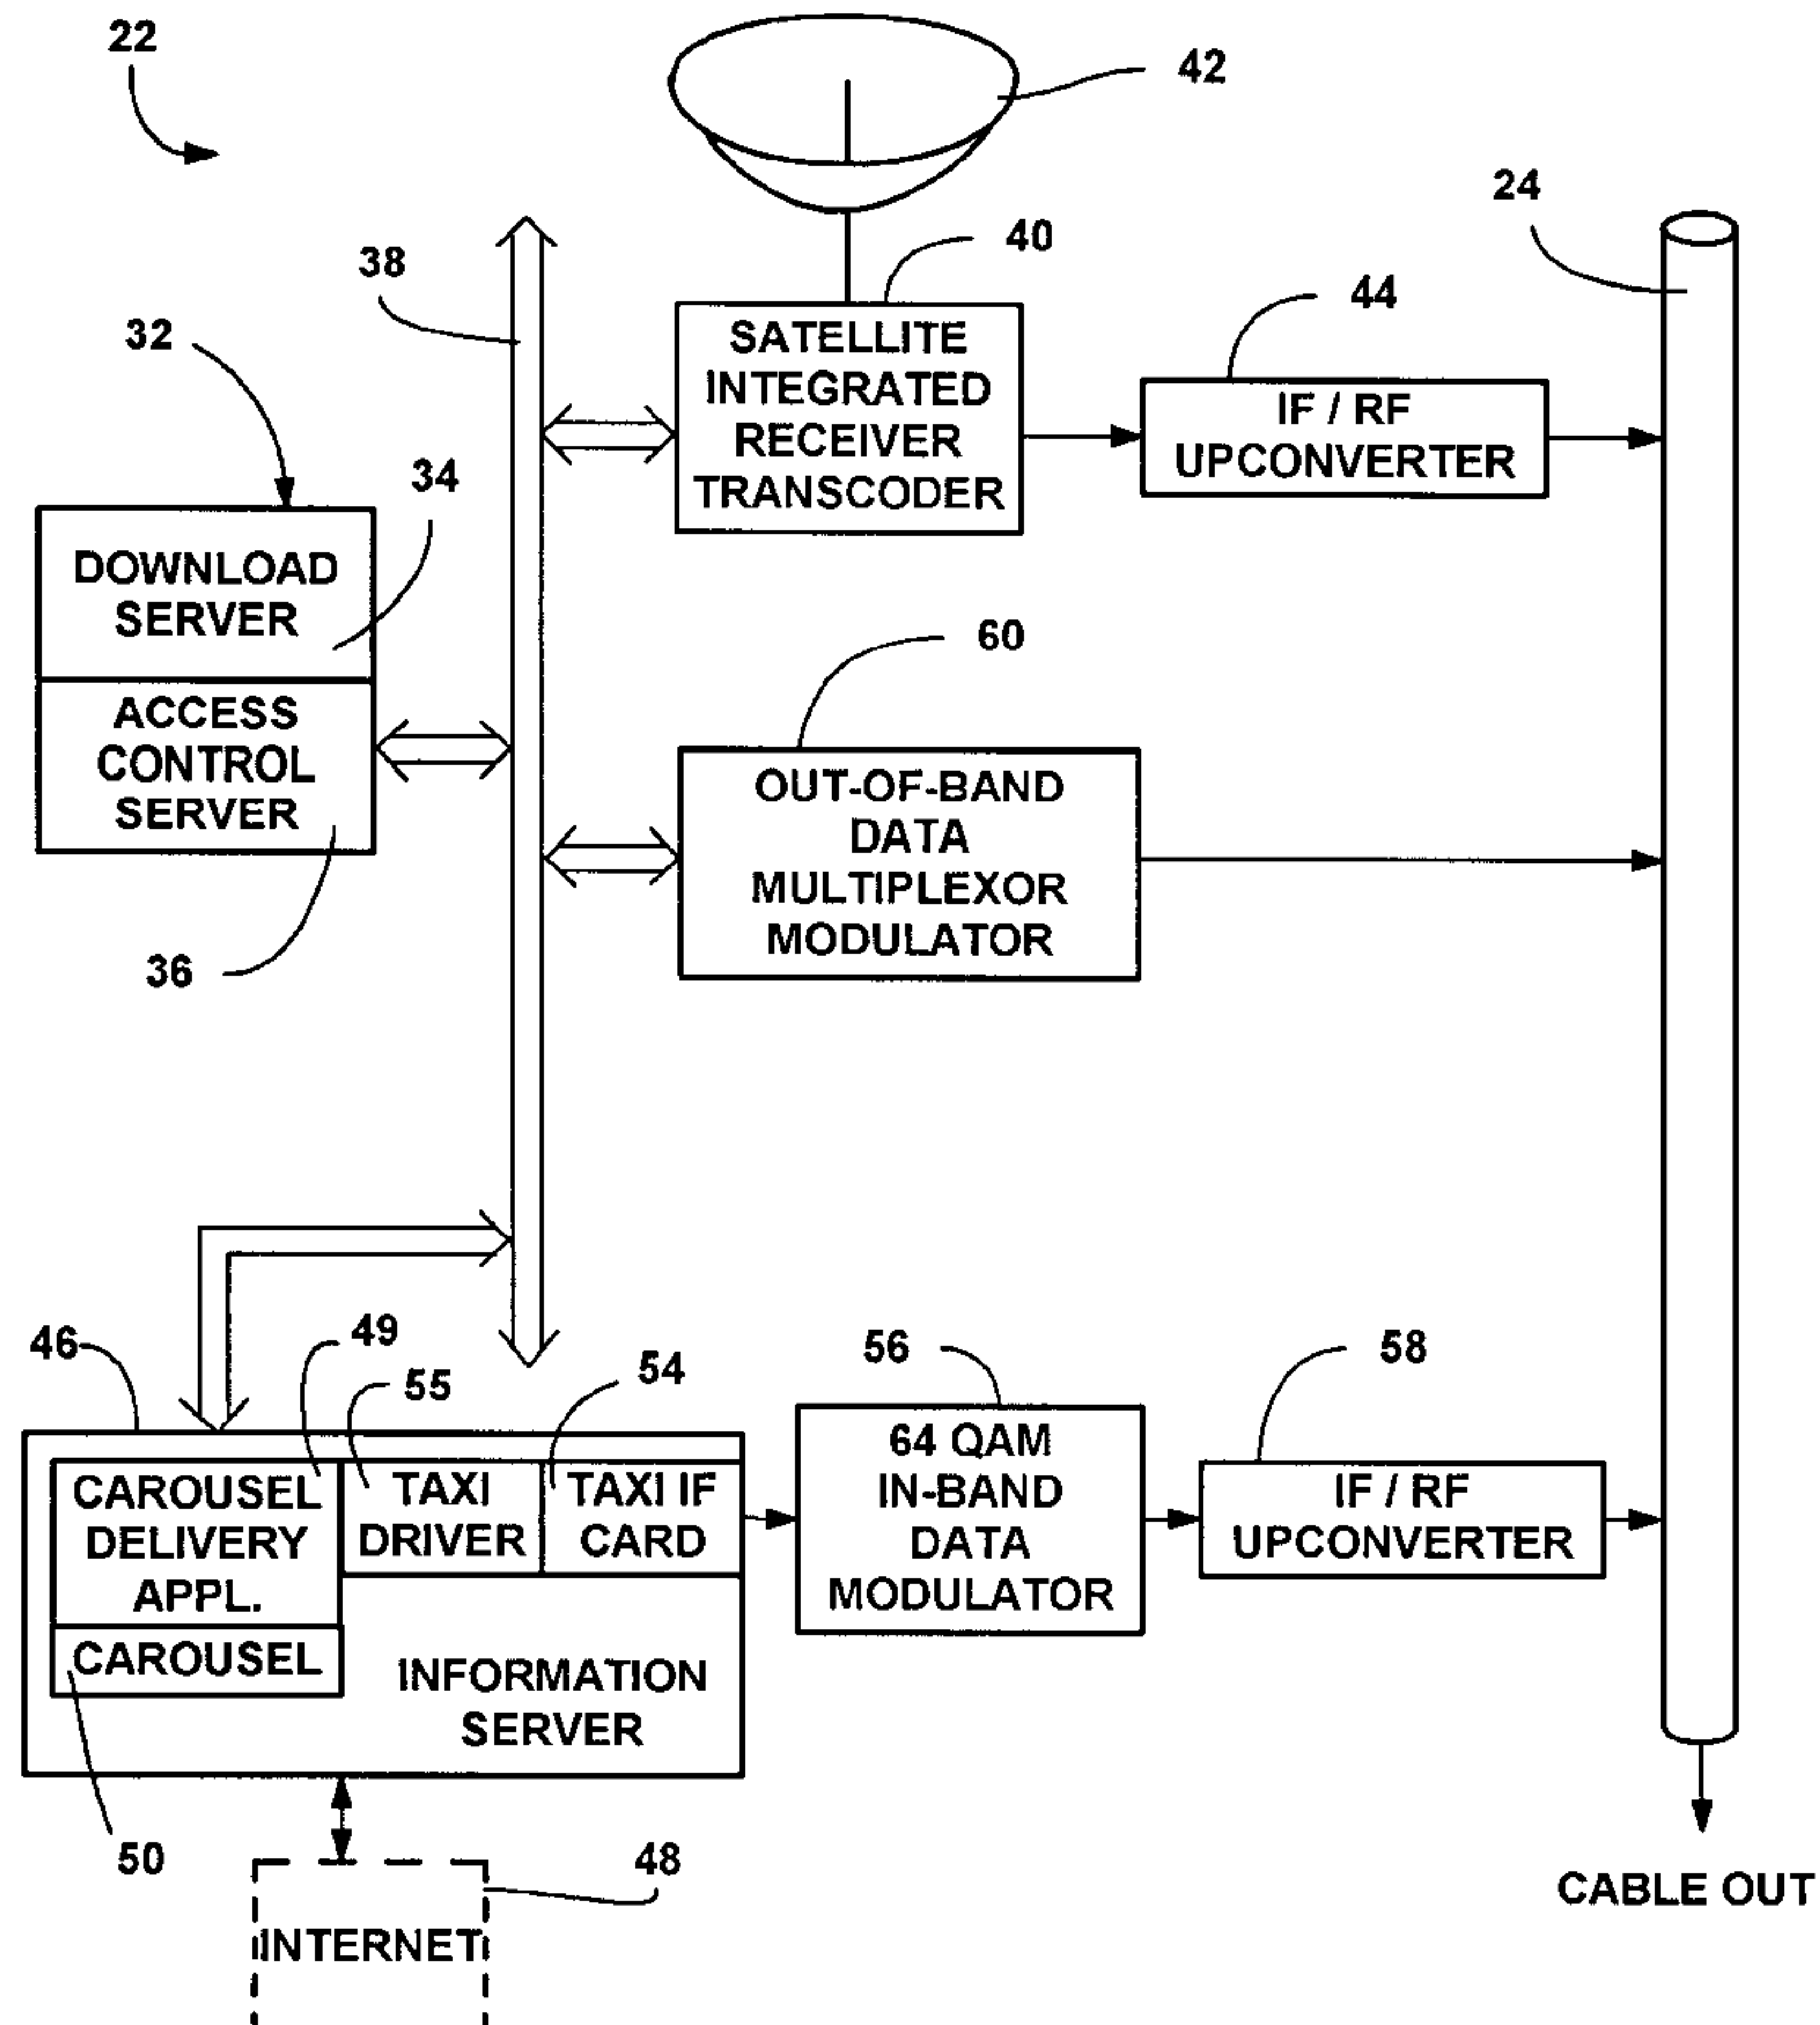 22
42
24
38
40
44
32
SATELLITE
INTEGRATED
RECEIVER
TRANSCODER
IF / RF
UPCONVERTER
34
DOWNLOAD
SERVER
60
ACCESS
CONTROL
SERVER
OUT-OF-BAND
DATA
MULTIPLEXOR
MODULATOR
36
46
49
55
54
56
58
CAROUSEL
DELIVERY
APPL.
TAXI
DRIVER
TAXI IF
CARD
64 QAM
IN-BAND
DATA
MODULATOR
IF / RF
UPCONVERTER
CAROUSEL
INFORMATION
SERVER
50
48
INTERNET
CABLE OUT